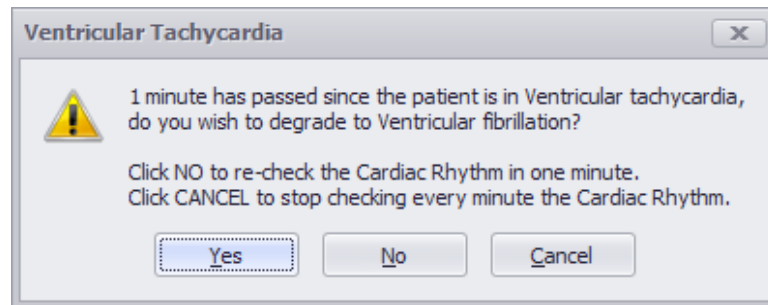 Ventricular Tachycardia
1 minute has passed since the patient is in Ventricular tachycardia,
do you wish to degrade to Ventricular fibrillation?
Click NO to re-check the Cardiac Rhythm in one minute.
Click CANCEL to stop checking every minute the Cardiac Rhythm.
Yes No Cancel